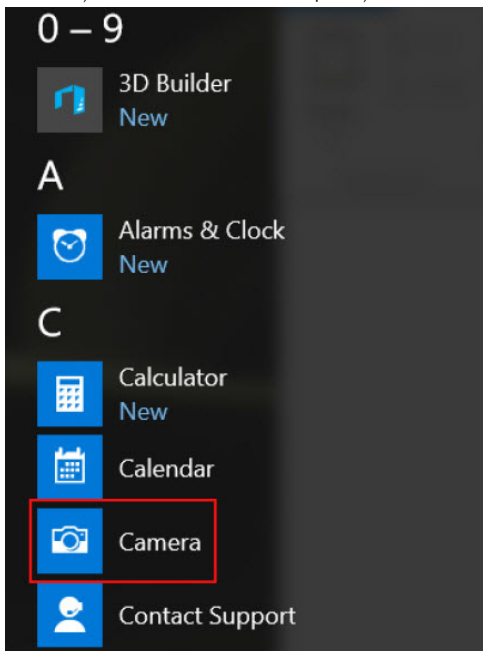 0 – 9
3D Builder
New
A
Alarms & Clock
New
C
Calculator
New
Calendar
Camera
Contact Support